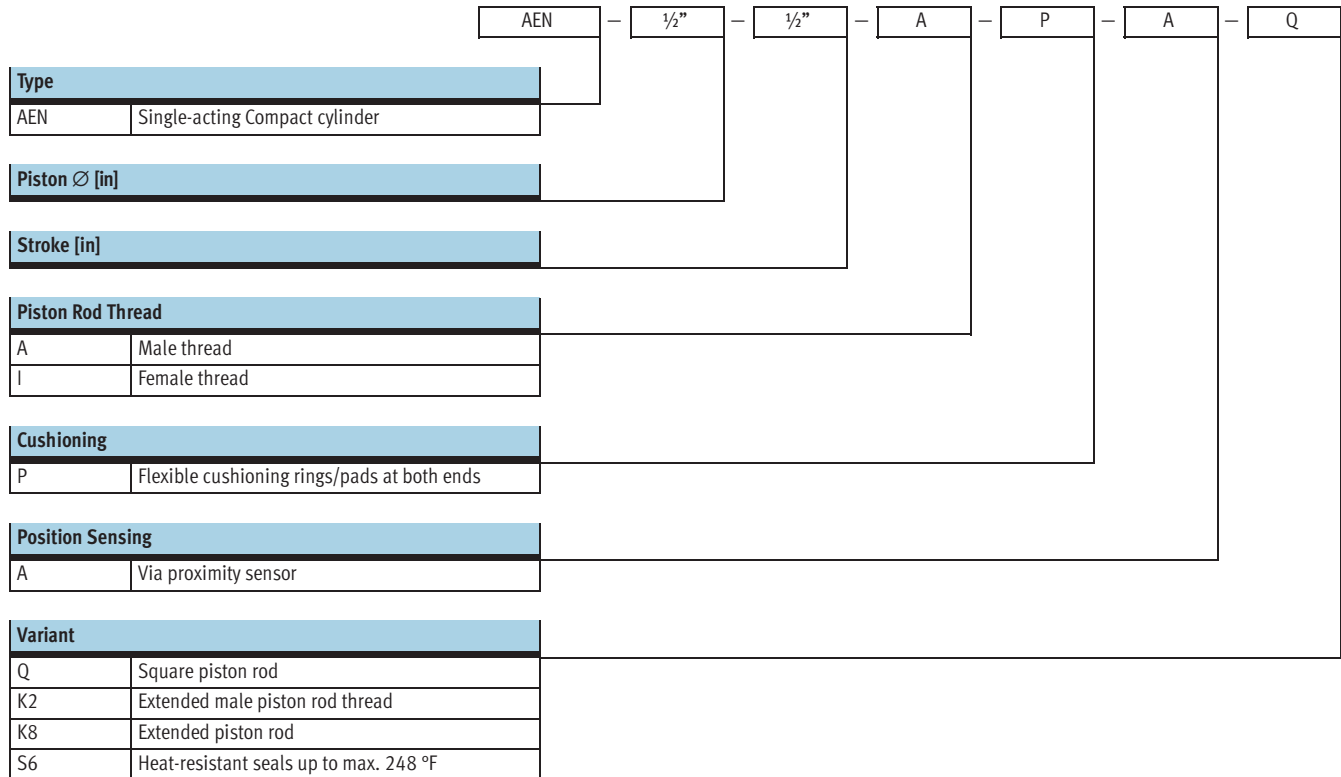 AEN – ½” – ½” – A – P – A – Q
Type
AEN Single-acting Compact cylinder
Piston ∅ [in]
Stroke [in]
Piston Rod Thread
A Male thread
I Female thread
Cushioning
P Flexible cushioning rings/pads at both ends
Position Sensing
A Via proximity sensor
Variant
Q Square piston rod
K2 Extended male piston rod thread
K8 Extended piston rod
S6 Heat-resistant seals up to max. 248 ºF